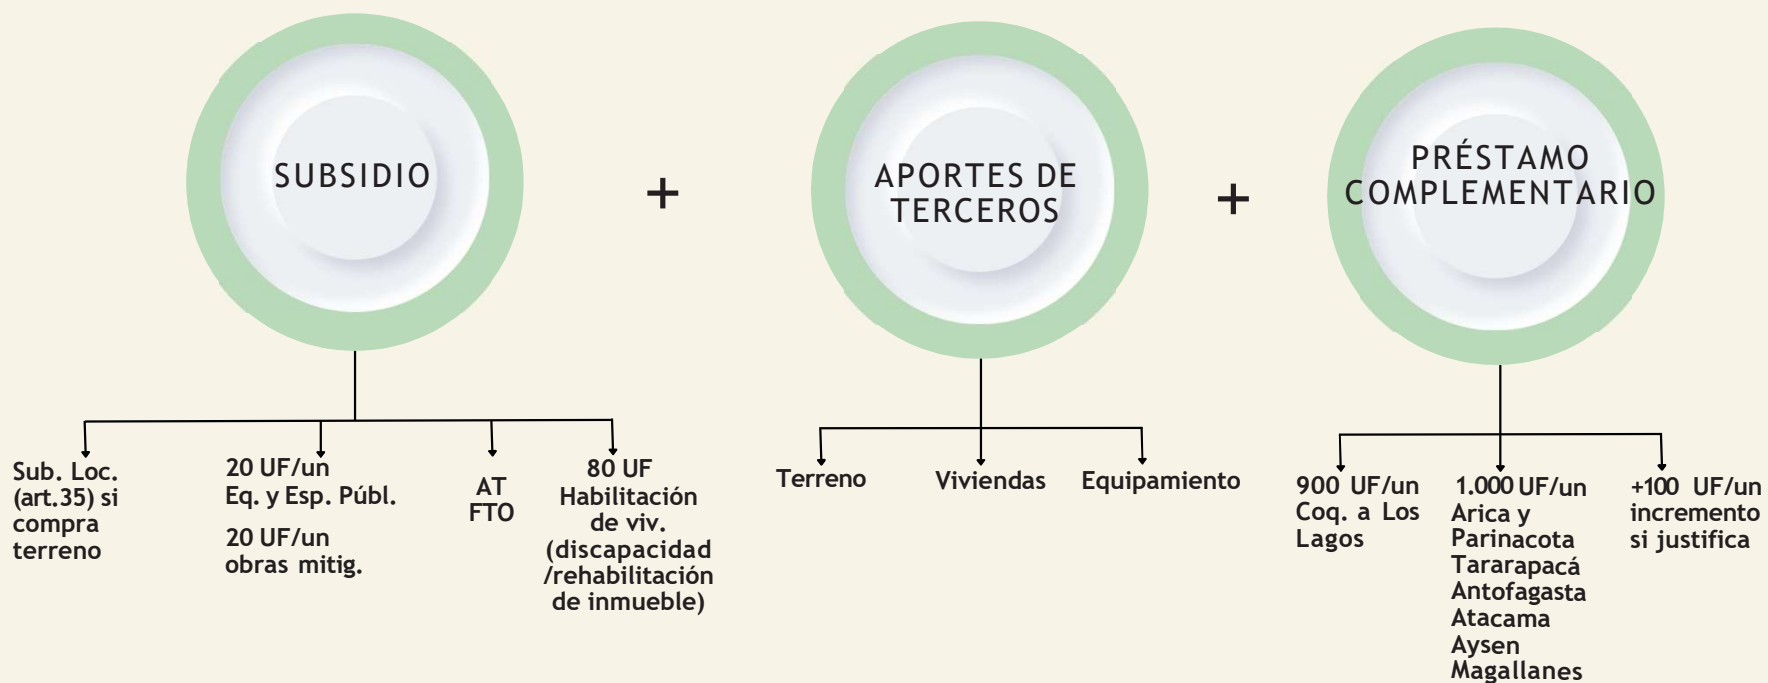 SUBSIDIO
+
APORTES DE
TERCEROS
+
PRÉSTAMO
COMPLEMENTARIO
Sub. Loc.
(art.35) si
compra
terreno
20 UF/un
Eq. y Esp. Públ.
20 UF/un
obras mitig.
AT
FTO
80 UF
Habilitación
de viv.
(discapacidad
/rehabilitación
de inmueble)
Terreno
Viviendas
Equipamiento
900 UF/un
Coq. a Los
Lagos
1.000 UF/un
Arica y
Parinacota
Tararapacá
Antofagasta
Atacama
Aysen
Magallanes
+100 UF/un
incremento
si justifica